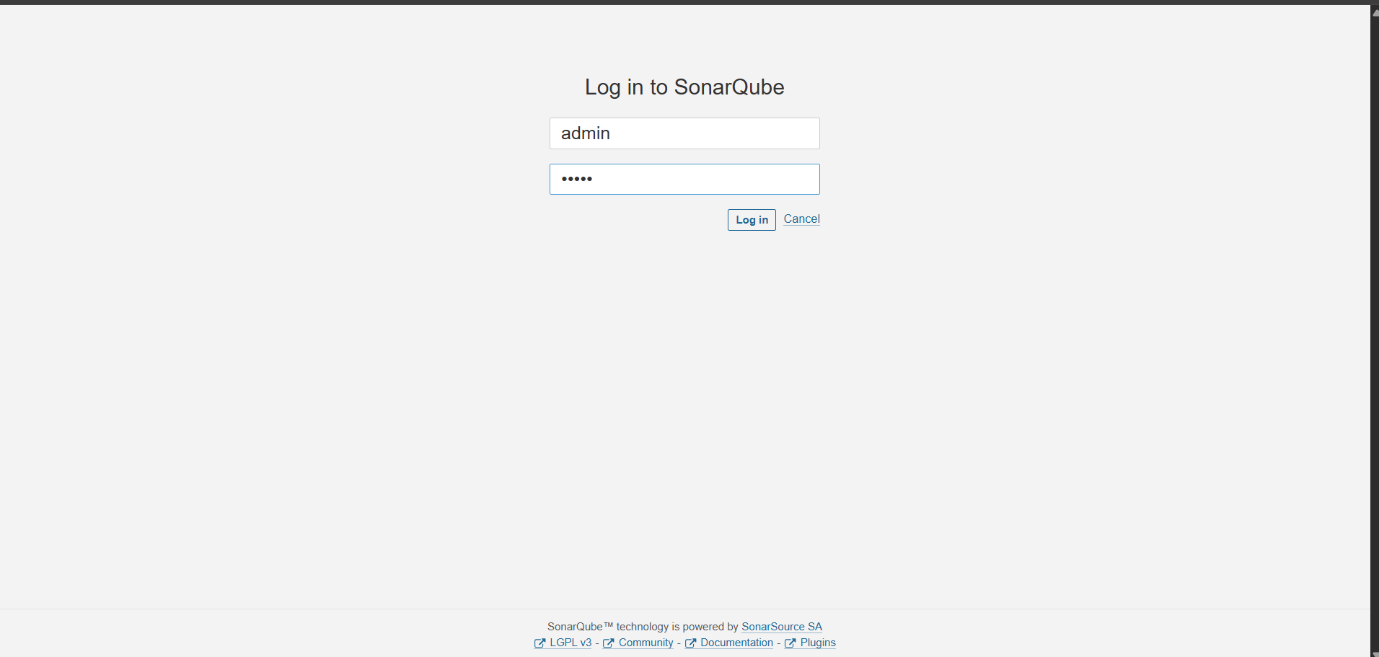 Log in to SonarQube
admin
•••••
Log in Cancel
SonarQube™ technology is powered by SonarSource SA
LGPL v3 - Community - Documentation - Plugins